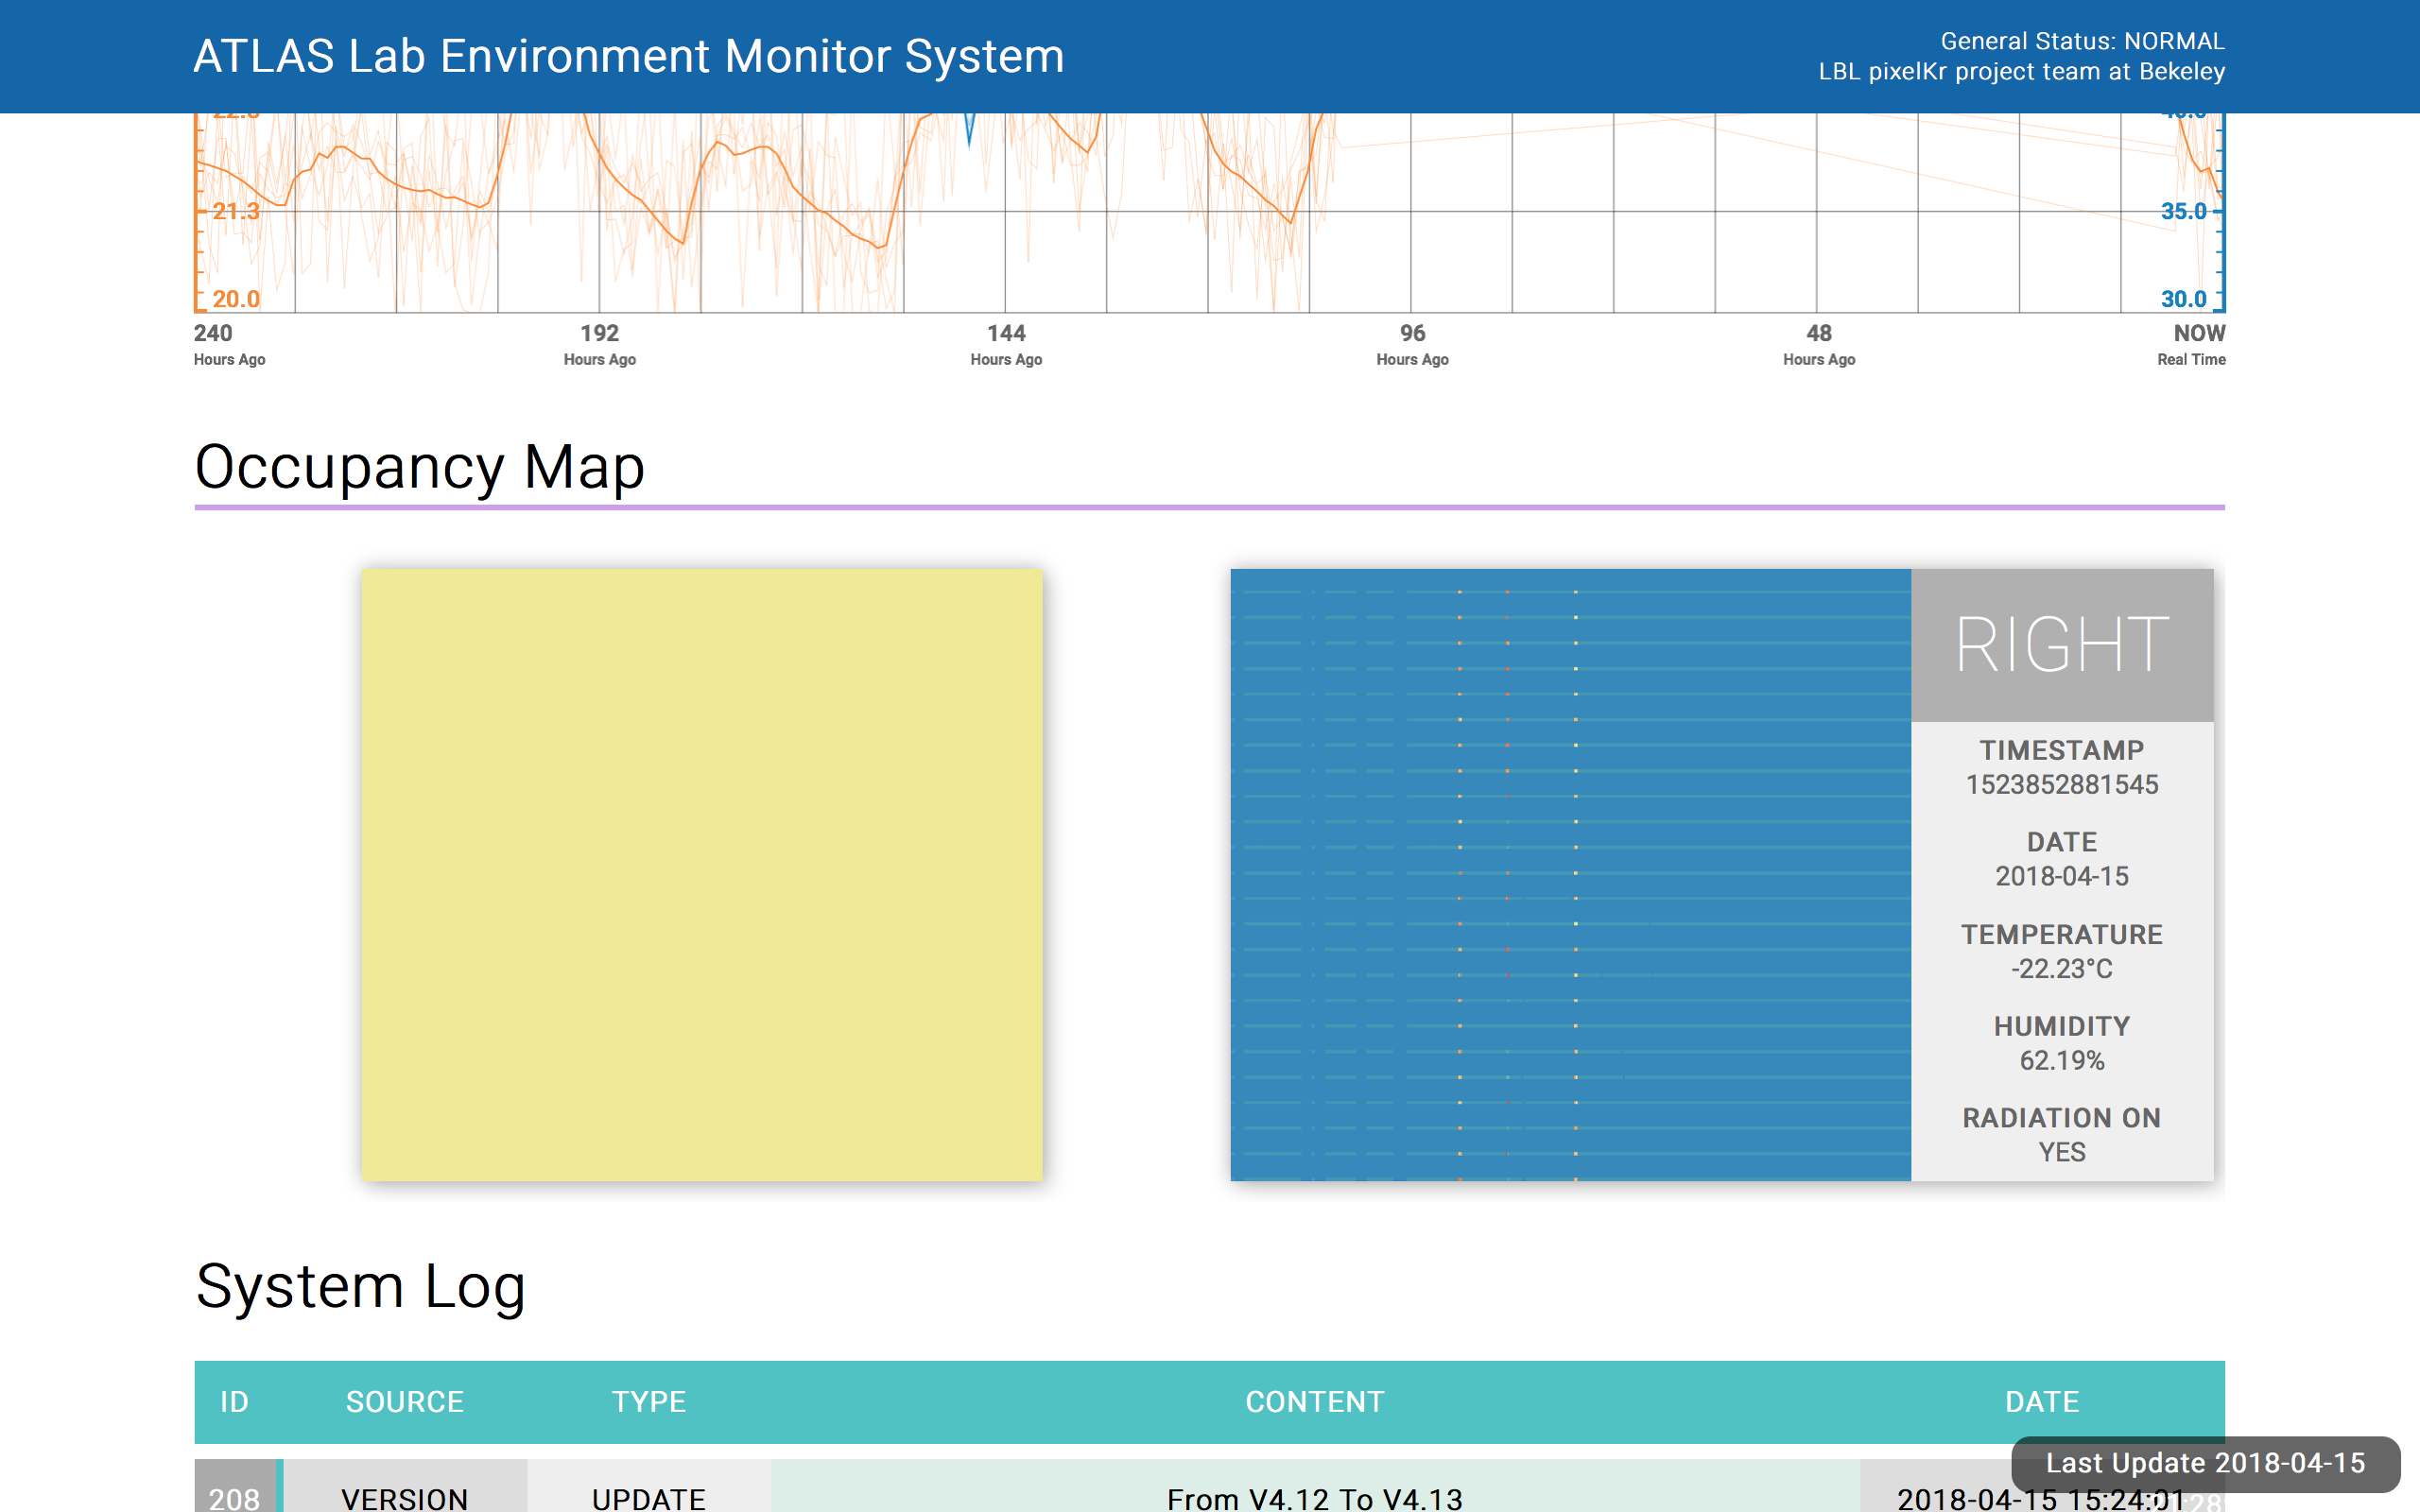 ATLAS Lab Environment Monitor System
General Status: NORMAL
LBL pixelKr project team at Bekeley
21.3
35.0
20.0
30.0
240
192
144
96
48
NOW
Hours Ago
Hours Ago
Hours Ago
Hours Ago
Hours Ago
Real Time
Occupancy Map
RIGHT
TIMESTAMP
1523852881545
DATE
2018-04-15
TEMPERATURE
-22.23°C
HUMIDITY
62.19%
RADIATION ON
YES
System Log
ID SOURCE TYPE CONTENT DATE
Last Update 2018-04-15
208 VERSION UPDATE From V4.12 To V4.13 2018-04-15 15:24:01